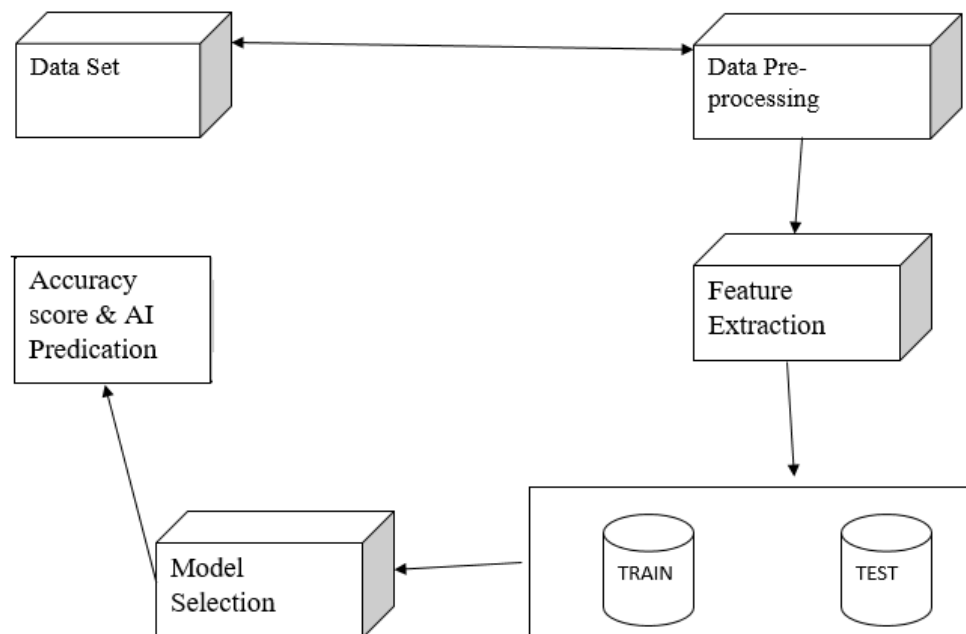 Data Set
Data Pre-
processing
Feature
Extraction
Accuracy
score & AI
Predication
TRAIN
TEST
Model
Selection